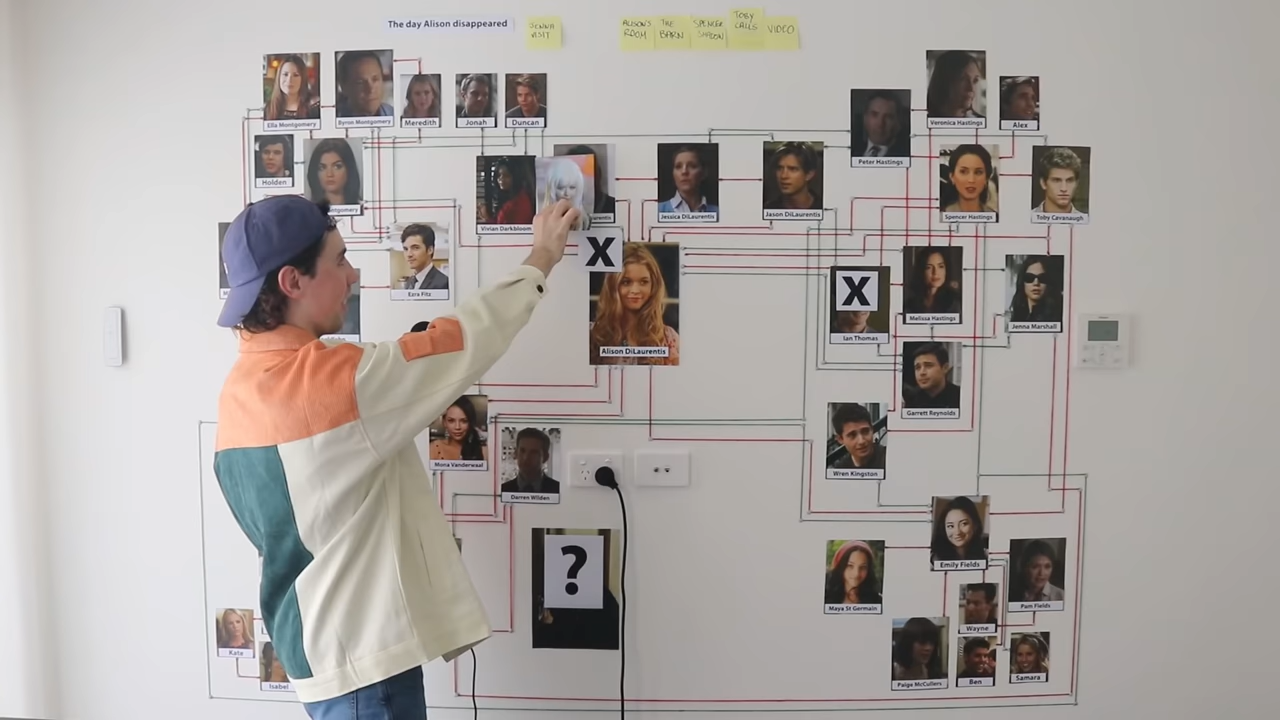 The day Alison disappeared
JENNA
VISIT
ALISON'S
ROOM
THE
BARN
SPENCER
TOBY
CALLS
VIDEO
Ella Montgomery
Byron Montgomery
Meredith
Jonah
Duncan
Veronica Hastings
Alex
Peter Hastings
Holden
Vivian Darkbloom
Jessica DiLaurentis
Jason DiLaurentis
Spencer Hastings
Toby Cavanaugh
X
Ezra Fitz
Alison DiLaurentis
X
Ian Thomas
Melissa Hastings
Jenna Marshall
Garrett Reynolds
Mona Vanderwaal
Darren Wilden
Wren Kingston
?
Emily Fields
Maya St Germain
Pam Fields
Wayne
Kate
Isabel
Paige McCullers
Ben
Samara